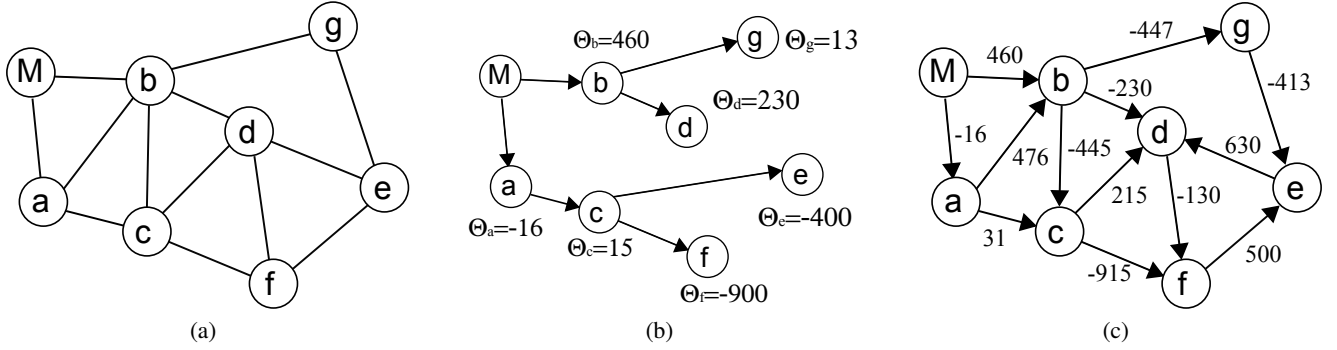 M
a
b
c
d
g
e
f
(a)
M
Θb=460
b
g
Θg=13
d
Θd=230
a
Θa=-16
c
Θc=15
e
Θe=-400
f
Θf=-900
(b)
M
460
b
-447
g
-16
-230
-413
476
-445
d
630
a
215
-130
e
31
c
-915
500
f
(c)